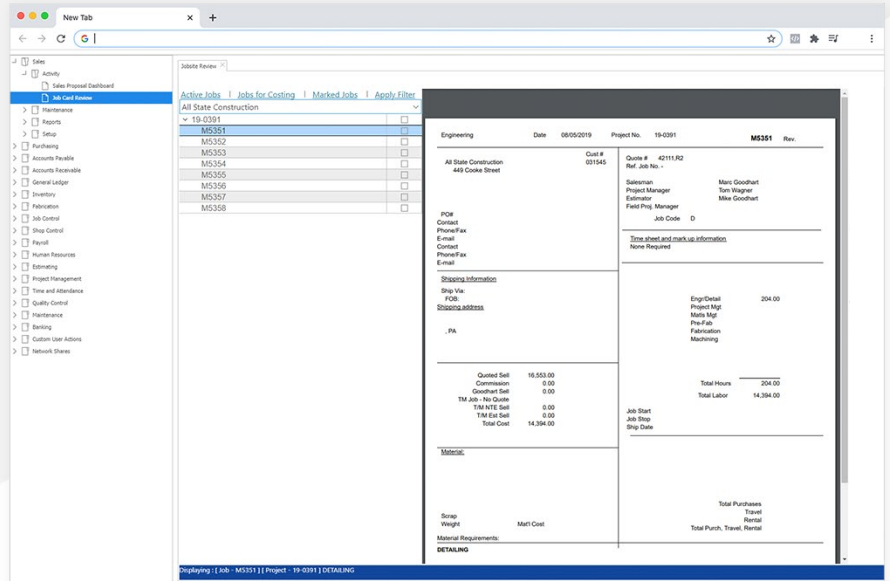 New Tab
Sales
Activity
Sales Proposal Dashboard
Job Card Review
Maintenance
Reports
Setup
Purchasing
Accounts Payable
Accounts Receivable
General Ledger
Inventory
Fabrication
Job Control
Shop Control
Payroll
Human Resources
Estimating
Project Management
Time and Attendance
Quality Control
Maintenance
Banking
Custom User Actions
Network Shares
Jobsite Review
Active Jobs | Jobs for Costing | Marked Jobs | Apply Filter
All State Construction
19-0391
M5351
M5352
M5353
M5354
M5355
M5356
M5357
M5358
Engineering Date 08/05/2019 Project No. 19-0391 M5351 Rev.
Cust #
All State Construction 031545
449 Cooke Street
PO#
Contact
Phone/Fax
E-mail
Contact
Phone/Fax
E-mail
Quote # 42111,R2
Ref. Job No. -
Salesman Marc Goodhart
Project Manager Tom Wagner
Estimator Mike Goodhart
Field Proj. Manager
Job Code D
Time sheet and mark up information
None Required
Shipping Information
Ship Via:
FOB:
Shipping address
, PA
Engr/Detail 204.00
Project Mgt
Matls Mgt
Pre-Fab
Fabrication
Machining
Total Hours 204.00
Total Labor 14,394.00
Quoted Sell 16,553.00
Commission 0.00
Goodhart Sell 0.00
TM Job - No Quote
T/M NTE Sell 0.00
T/M Est Sell 0.00
Total Cost 14,394.00
Job Start
Job Stop
Ship Date
Material:
Scrap
Weight Mat'l Cost
Total Purchases
Travel
Rental
Total Purch, Travel, Rental
Material Requirements:
DETAILING
Displaying : [ Job - M5351 ] [ Project - 19-0391 ] DETAILING